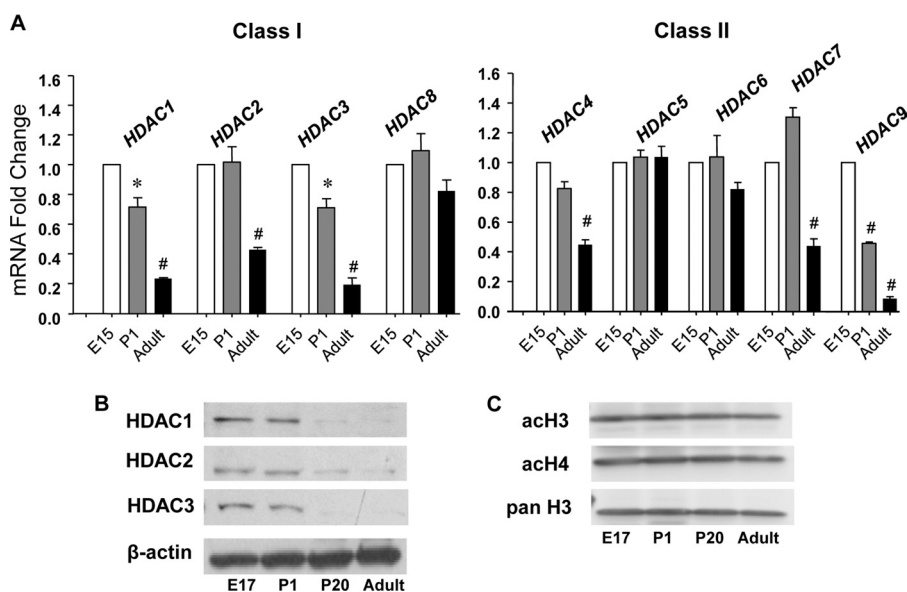 A
Class I
Class II
mRNA Fold Change
1.6
1.4
1.2
1.0
0.8
0.6
0.4
0.2
0.0
HDAC1
HDAC2
HDAC3
HDAC8
*
#
#
*
#
E15
P1
Adult
E15
P1
Adult
E15
P1
Adult
E15
P1
Adult
1.6
1.4
1.2
1.0
0.8
0.6
0.4
0.2
0.0
HDAC4
HDAC5
HDAC6
HDAC7
HDAC9
#
#
#
#
E15
P1
Adult
E15
P1
Adult
E15
P1
Adult
E15
P1
Adult
E15
P1
Adult
B
HDAC1
HDAC2
HDAC3
β-actin
E17 P1 P20 Adult
C
acH3
acH4
pan H3
E17 P1 P20 Adult